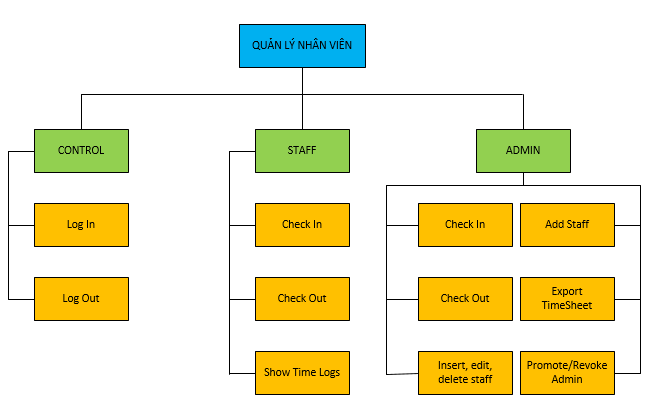 QUẢN LÝ NHÂN VIÊN
CONTROL
STAFF
ADMIN
Log In
Check In
Check In
Add Staff
Log Out
Check Out
Check Out
Export
TimeSheet
Show Time Logs
Insert, edit,
delete staff
Promote/Revoke
Admin